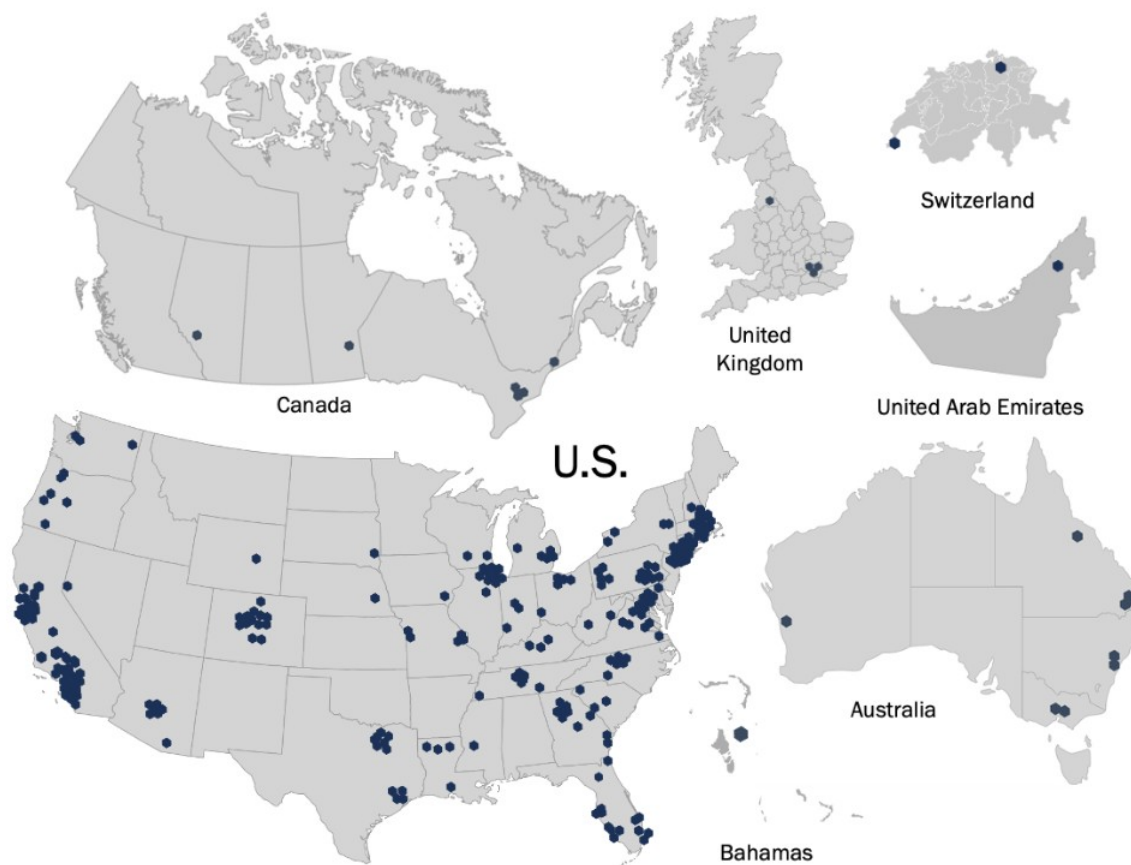 Switzerland
United
Kingdom
Canada
United Arab Emirates
U.S.
Australia
Bahamas